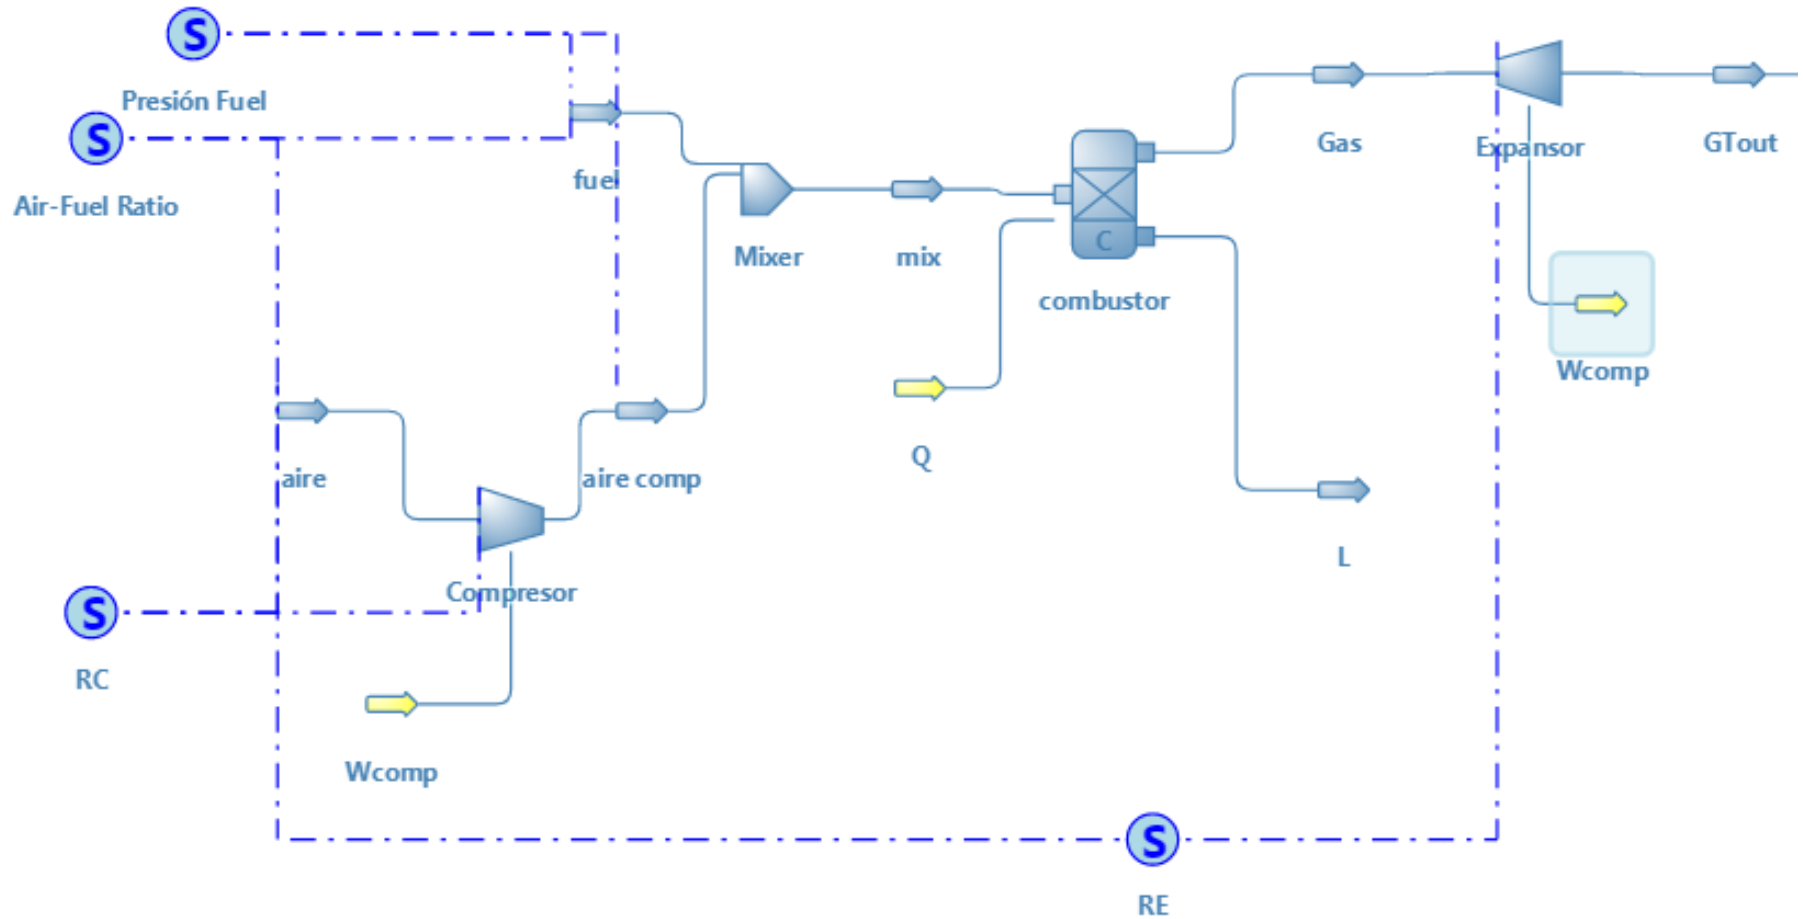 S
Presión Fuel
S
Air-Fuel Ratio
fuel
Mixer
mix
C
combustor
Gas
Expansor
GTout
Wcomp
Q
aire
aire comp
Compresor
L
S
RC
Wcomp
S
RE